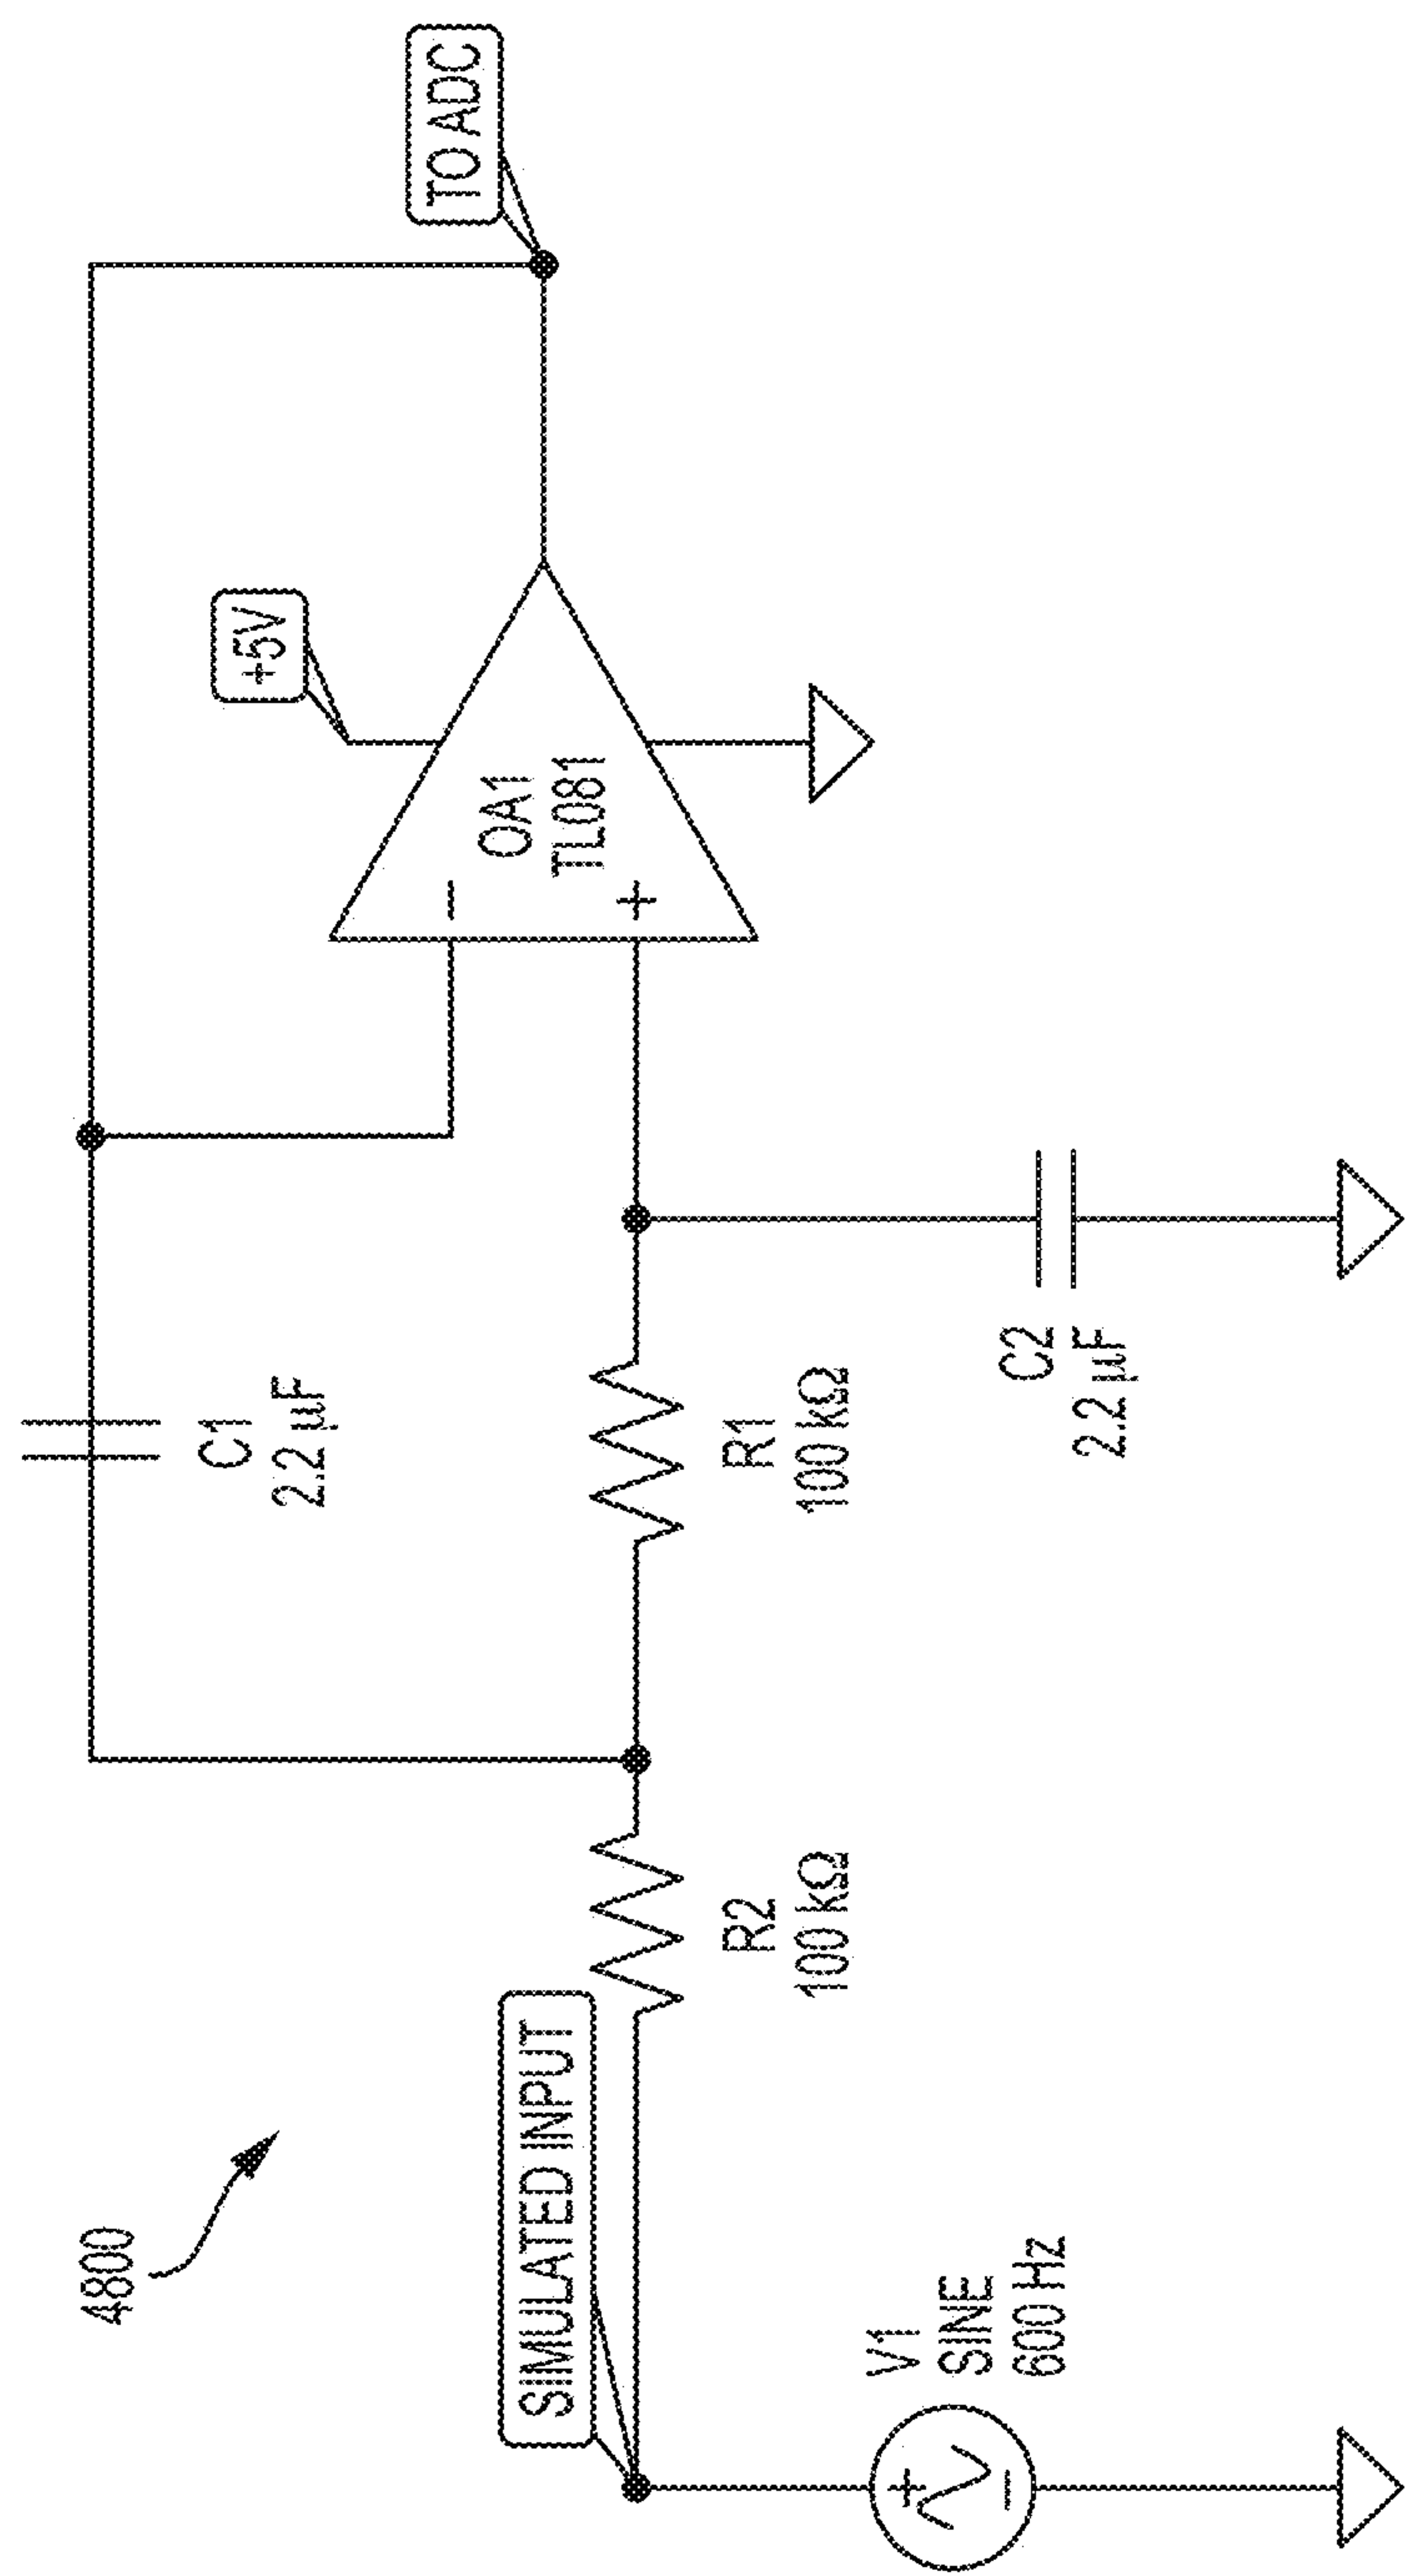 4800
C1
2.2 µF
+5V
TO ADC
SIMULATED INPUT
−
OA1
TL081
+
R2
100 kΩ
R1
100 kΩ
V1
SINE
600 Hz
+
−
C2
2.2 µF